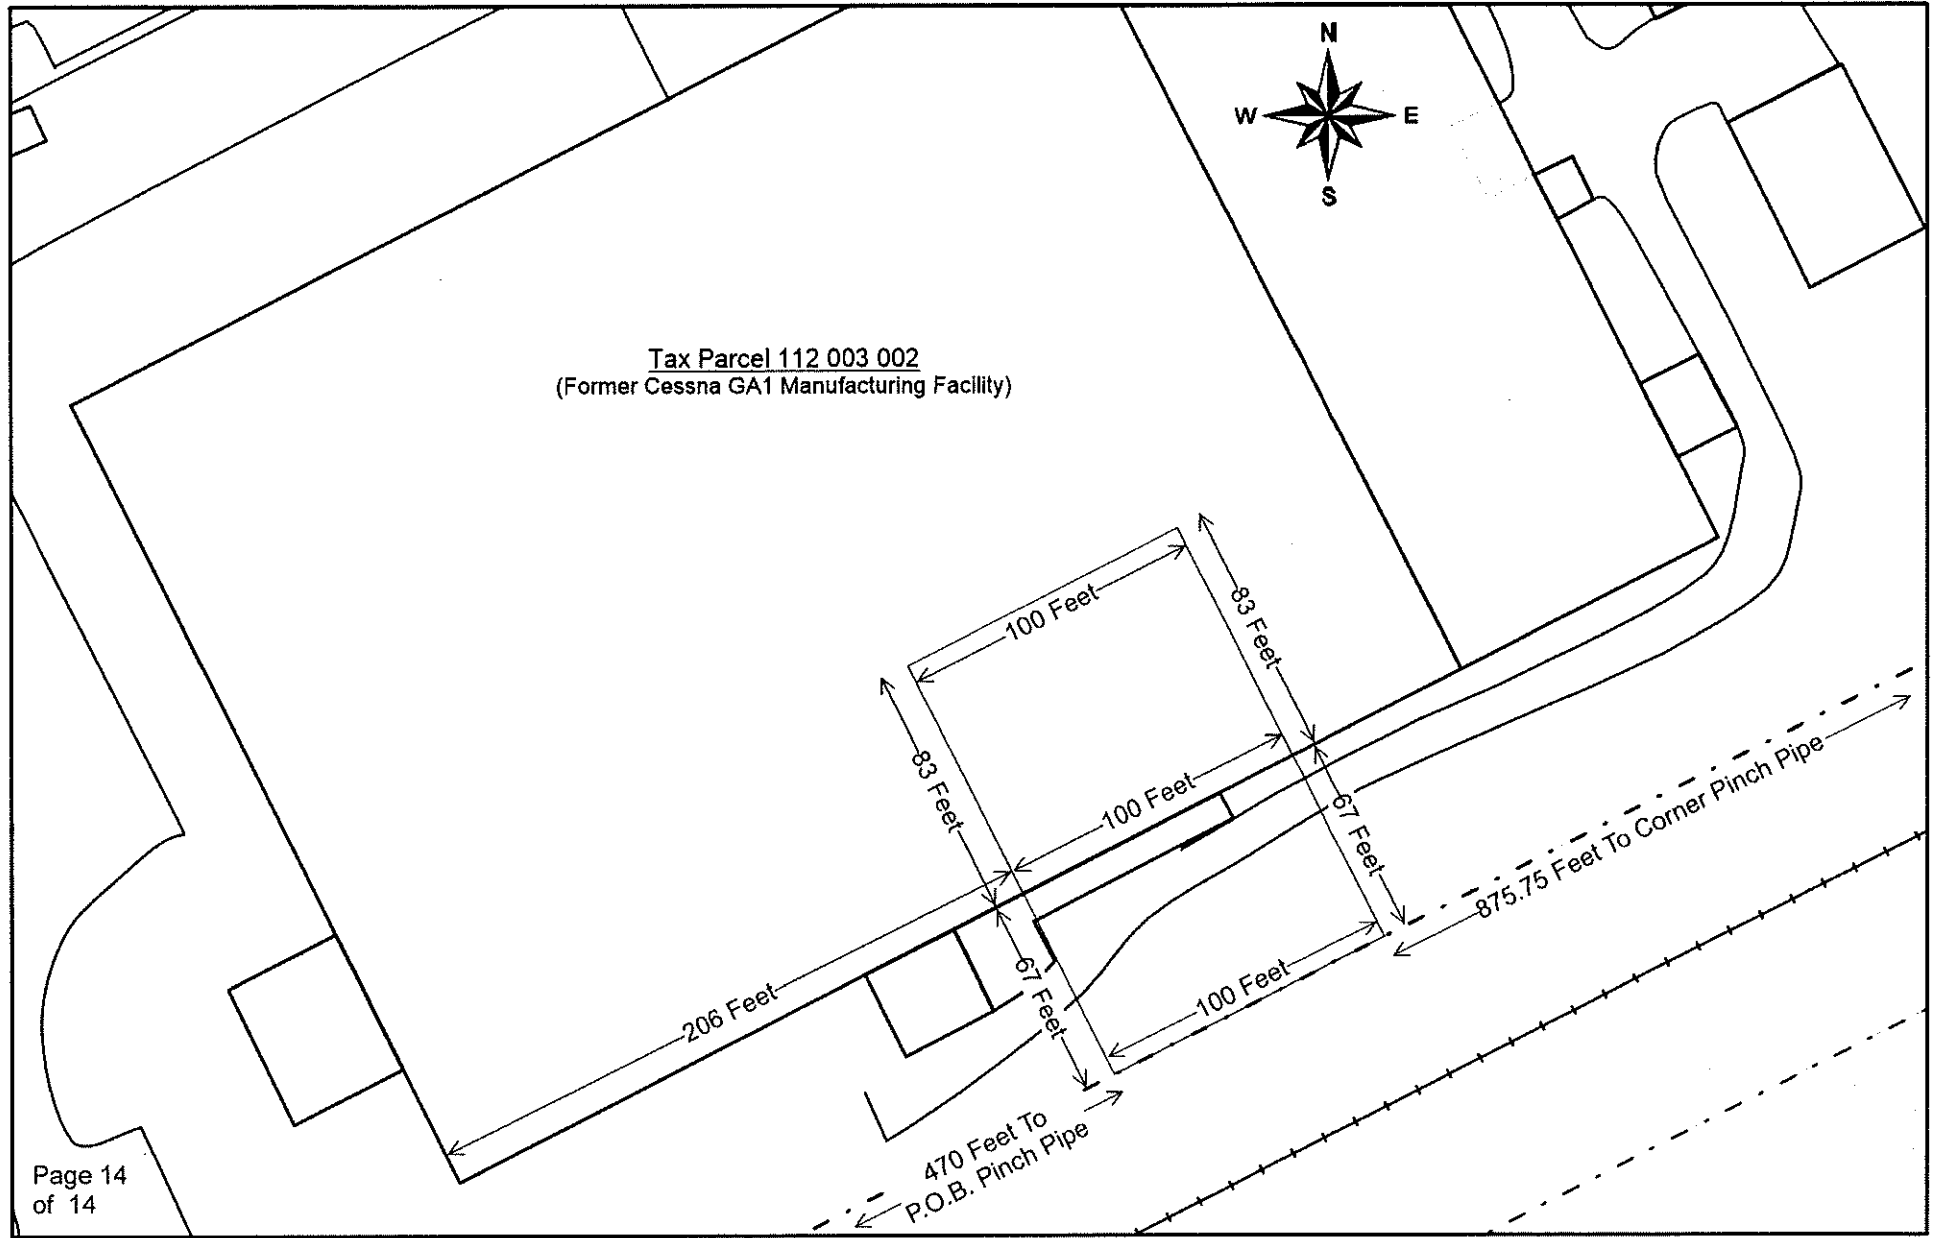 N
W
E
S
Tax Parcel 112 003 002
(Former Cessna GA1 Manufacturing Facility)
100 Feet
83 Feet
83 Feet
100 Feet
67 Feet
875.75 Feet To Corner Pinch Pipe
206 Feet
67 Feet
100 Feet
470 Feet To
P.O.B. Pinch Pipe
Page 14
of 14